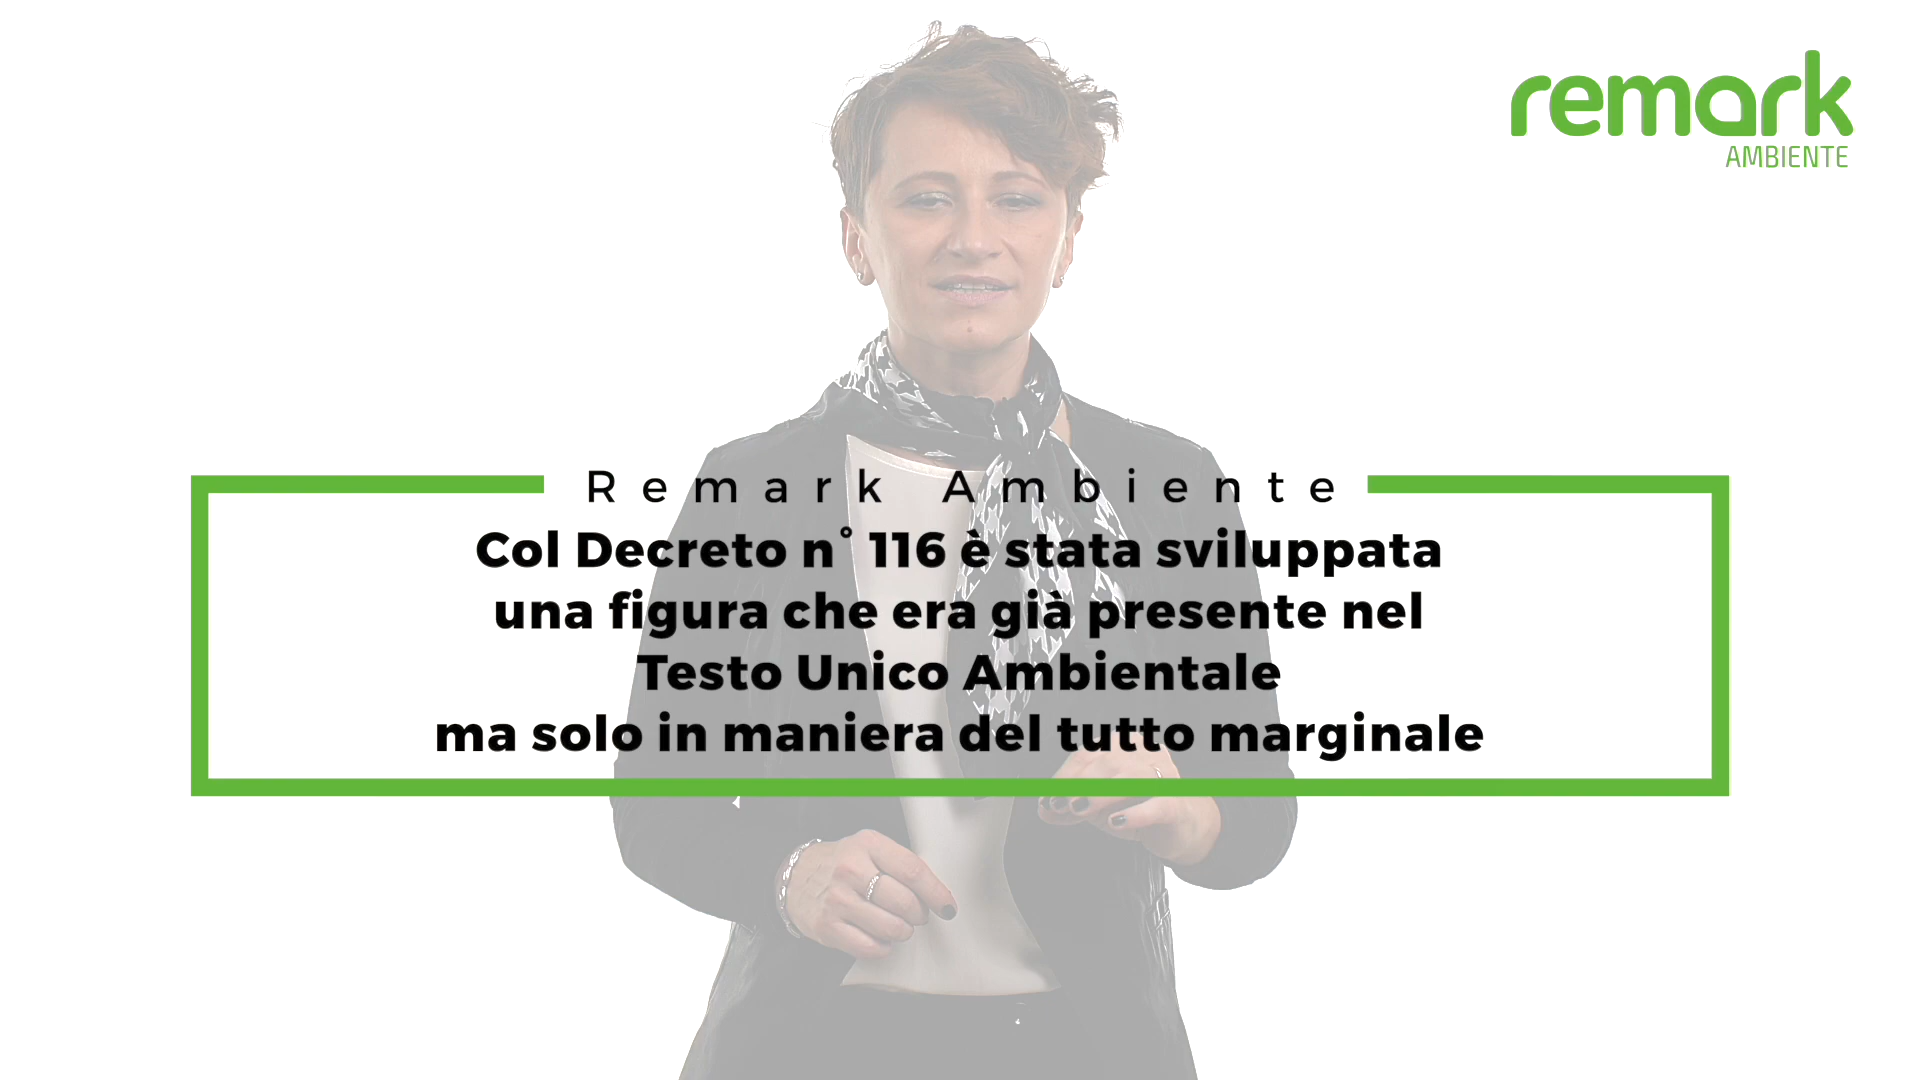 remark
AMBIENTE
Remark Ambiente
Col Decreto n° 116 è stata sviluppata
una figura che era già presente nel
Testo Unico Ambientale
ma solo in maniera del tutto marginale